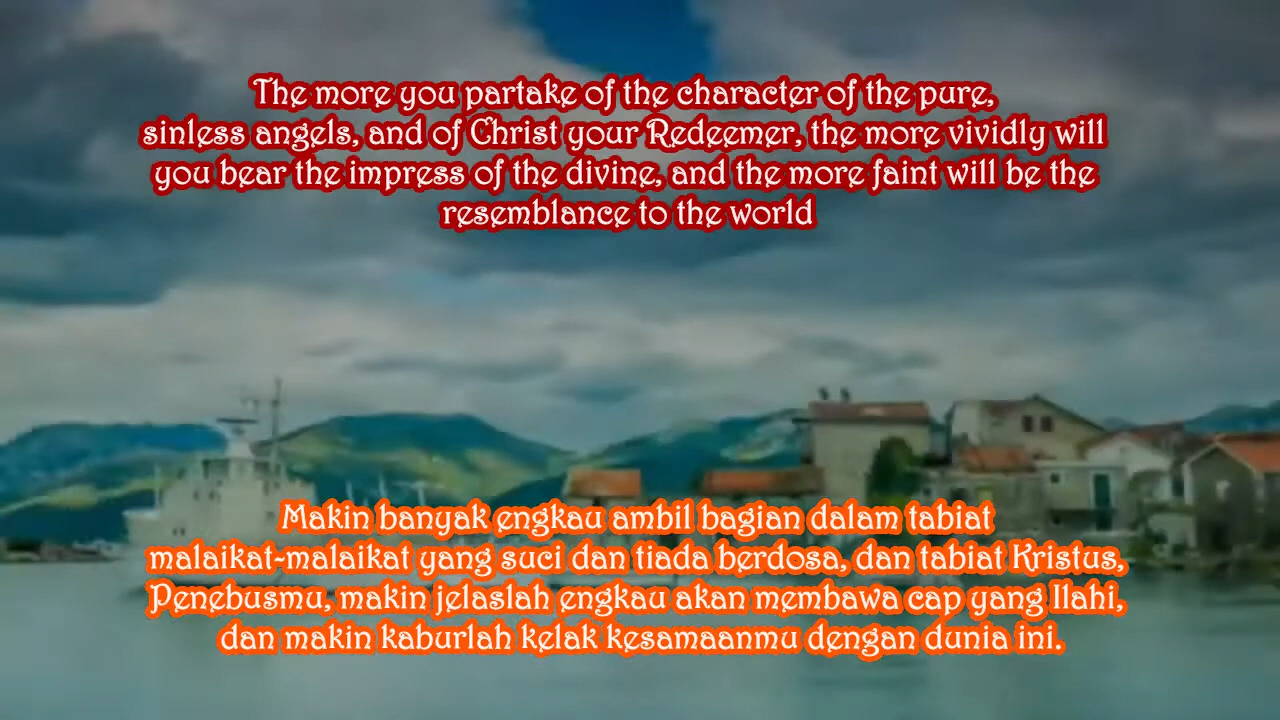 The more you partake of the character of the pure,
sinless angels, and of Christ your Redeemer, the more vividly will
you bear the impress of the divine, and the more faint will be the
resemblance to the world
Makin banyak engkau ambil bagian dalam tabiat
malaikat-malaikat yang suci dan tiada berdosa, dan tabiat Kristus,
Penebusmu, makin jelaslah engkau akan membawa cap yang Ilahi,
dan makin kaburlah kelak kesamaanmu dengan dunia ini.